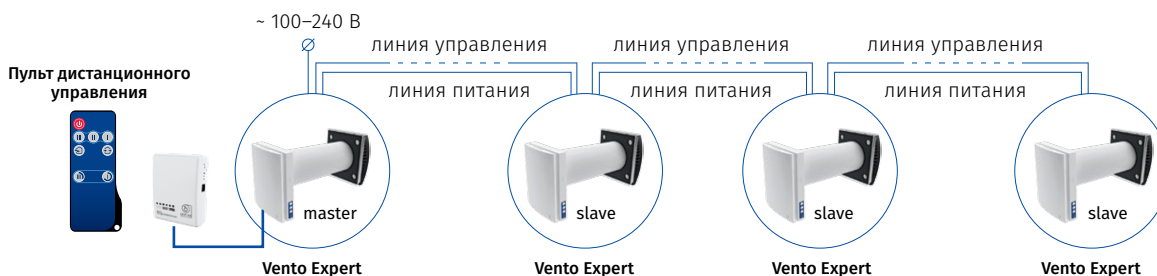 ~ 100–240 В
линия управления
линия управления
линия управления
Пульт дистанционного
управления
линия питания
линия питания
линия питания
master
slave
slave
slave
Vento Expert
Vento Expert
Vento Expert
Vento Expert